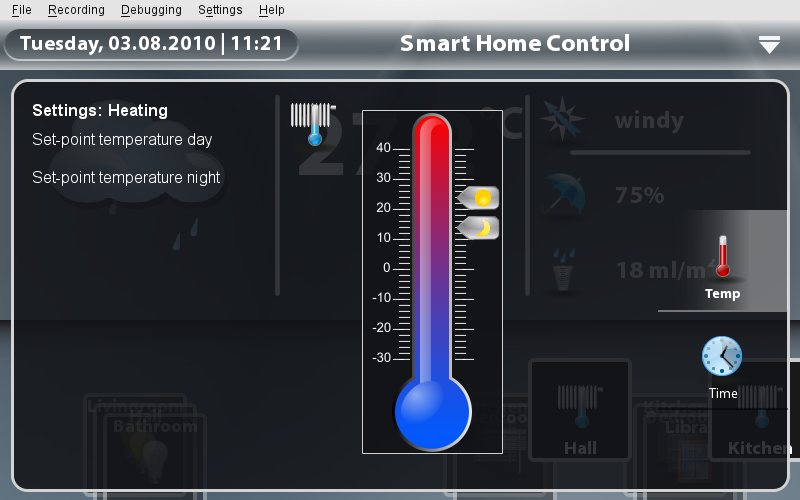 File Recording Debugging Settings Help
Tuesday, 03.08.2010 | 11:21
Smart Home Control
Settings: Heating
Set-point temperature day
Set-point temperature night
40
30
20
10
0
-10
-20
-30
°C
windy
75%
18 ml/m²
Temp
Time
Livingroom
Bathroom
Hall
Kitchen